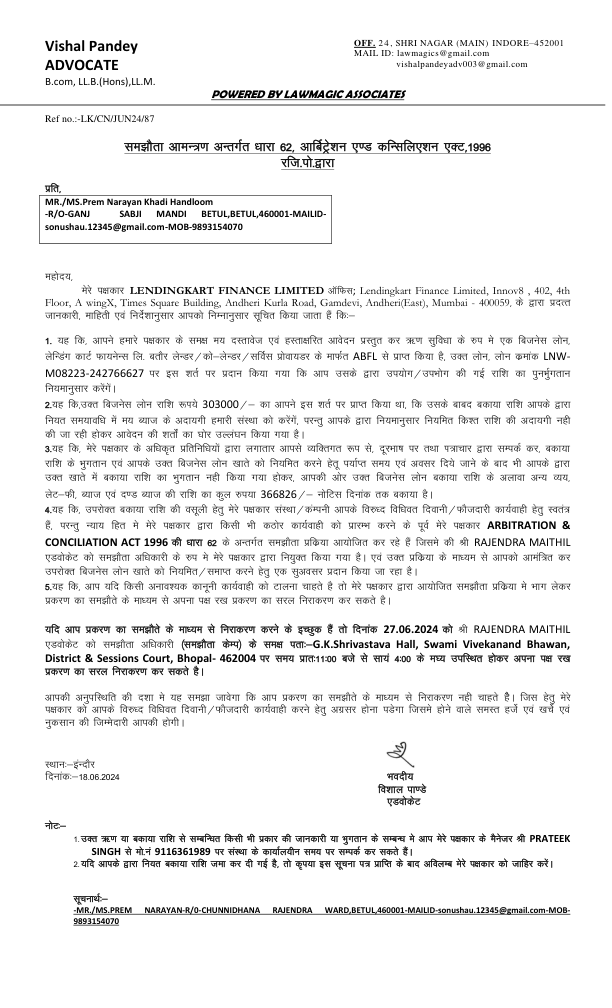 Vishal Pandey
ADVOCATE
B.com, LL.B.(Hons),LL.M.
OFF. 24, SHRI NAGAR (MAIN) INDORE–452001
MAIL ID: lawmagics@gmail.com
vishalpandeyadv003@gmail.com
POWERED BY LAWMAGIC ASSOCIATES
Ref no.:-LK/CN/JUN24/87
समझौता आमन्त्रण अन्तर्गत धारा 62, आर्बिट्रेशन एण्ड कन्सिलिएशन एक्ट,1996
रजि.पो.द्वारा
प्रति,
MR./MS.Prem Narayan Khadi Handloom
-R/O-GANJ SABJI MANDI BETUL,BETUL,460001-MAILID-
sonushau.12345@gmail.com-MOB-9893154070
महोदय,
मेरे पक्षकार LENDINGKART FINANCE LIMITED ऑफिस; Lendingkart Finance Limited, Innov8 , 402, 4th
Floor, A wingX, Times Square Building, Andheri Kurla Road, Gamdevi, Andheri(East), Mumbai - 400059, के द्वारा प्रदत्त
जानकारी, माहिती एवं निर्देशानुसार आपको निम्नानुसार सूचित किया जाता हैं कि:–
1. यह कि, आपने हमारे पक्षकार के समक्ष मय दस्तावेज एवं हस्ताक्षरित आवेदन प्रस्तुत कर ऋण सुविधा के रुप मे एक बिजनेस लोन,
लेन्डिंग कार्ट फायनेन्स लि. बतौर लेन्डर/को–लेन्डर/सर्विस प्रोवायडर के मार्फत ABFL से प्राप्त किया है, उक्त लोन, लोन क्रमांक LNW-
M08223-242766627 पर इस शर्त पर प्रदान किया गया कि आप उसके द्वारा उपयोग/उपभोग की गई राशि का पुनर्भुगतान
नियमानुसार करेंगें।
2.यह कि,उक्त बिजनेस लोन राशि रूपये 303000/– का आपने इस शर्त पर प्राप्त किया था, कि उसके बाबद बकाया राशि आपके द्वारा
नियत समयावधि में मय ब्याज के अदायगी हमारी संस्था को करेंगें, परन्तु आपके द्वारा नियमानुसार नियमित किश्त राशि की अदायगी नही
की जा रही होकर आवेदन की शर्तों का घोर उल्लंघन किया गया है।
3.यह कि, मेरे पक्षकार के अधिकृत प्रतिनिधियों द्वारा लगातार आपसे व्यक्तिगत रूप से, दूरभाष पर तथा पत्राचार द्वारा सम्पर्क कर, बकाया
राशि के भुगतान एवं आपके उक्त बिजनेस लोन खाते को नियमित करने हेतू पर्याप्त समय एवं अवसर दिये जाने के बाद भी आपके द्वारा
उक्त खाते में बकाया राशि का भुगतान नही किया गया होकर, आपकी ओर उक्त बिजनेस लोन बकाया राशि के अलावा अन्य व्यय,
लेट–फी, ब्याज एवं दण्ड ब्याज की राशि का कुल रुपया 366826/– नोटिस दिनांक तक बकाया है।
4.यह कि, उपरोक्त बकाया राशि की वसूली हेतु मेरे पक्षकार संस्था/कम्पनी आपके विरुध्द विधिवत दिवानी/फौजदारी कार्यवाही हेतु स्वतंत्र
हैं, परन्तु न्याय हित मे मेरे पक्षकार द्वारा किसी भी कठोर कार्यवाही को प्रारम्भ करने के पूर्व मेरे पक्षकार ARBITRATION &
CONCILIATION ACT 1996 की धारा 62 के अन्तर्गत समझौता प्रक्रिया आयोजित कर रहे हैं जिसमे की श्री RAJENDRA MAITHIL
एडवोकेट को समझौता अधिकारी के रुप मे मेरे पक्षकार द्वारा नियुक्त किया गया है। एवं उक्त प्रक्रिया के माध्यम से आपको आमंत्रित कर
उपरोक्त बिजनेस लोन खाते को नियमित/समाप्त करने हेतू एक सुअवसर प्रदान किया जा रहा है।
5.यह कि, आप यदि किसी अनावश्यक कानूनी कार्यवाही को टालना चाहते है तो मेरे पक्षकार द्वारा आयोजित समझौता प्रक्रिया मे भाग लेकर
प्रकरण का समझौते के माध्यम से अपना पक्ष रख प्रकरण का सरल निराकरण कर सकते है।
यदि आप प्रकरण का समझौते के माध्यम से निराकरण करने के इच्छुक हैं तो दिनांक 27.06.2024 को श्री RAJENDRA MAITHIL
एडवोकेट को समझौता अधिकारी (समझौता केम्प) के समक्ष पता:–G.K.Shrivastava Hall, Swami Vivekanand Bhawan,
District & Sessions Court, Bhopal- 462004 पर समय प्रात:11:00 बजे से सायं 4:00 के मध्य उपस्थित होकर अपना पक्ष रख
प्रकरण का सरल निराकरण कर सकते है।
आपकी अनुपस्थिति की दशा मे यह समझा जावेगा कि आप प्रकरण का समझौते के माध्यम से निराकरण नही चाहते है। जिस हेतु मेरे
पक्षकार को आपके विरुध्द विधिवत दिवानी/फौजदारी कार्यवाही करने हेतु अग्रसर होना पडेगा जिसमे होने वाले समस्त हर्जे एवं खर्चे एवं
नुकसान की जिम्मेदारी आपकी होगी।
स्थान:–इंन्दौर
दिनांक:–18.06.2024
भवदीय
विशाल पाण्डे
एडवोकेट
नोट:–
1.उक्त ऋण या बकाया राशि से सम्बन्धित किसी भी प्रकार की जानकारी या भुगतान के सम्बन्ध मे आप मेरे पक्षकार के मैनेजर श्री PRATEEK
SINGH से मो.नं 9116361989 पर संस्था के कार्यालयीन समय पर सम्पर्क कर सकते हैं।
2.यदि आपके द्वारा नियत बकाया राशि जमा कर दी गई है, तो कृपया इस सूचना पत्र प्राप्ति के बाद अविलम्ब मेरे पक्षकार को जाहिर करें।
सूचनार्थ:–
-MR./MS.PREM NARAYAN-R/0-CHUNNIDHANA RAJENDRA WARD,BETUL,460001-MAILID-sonushau.12345@gmail.com-MOB-
9893154070